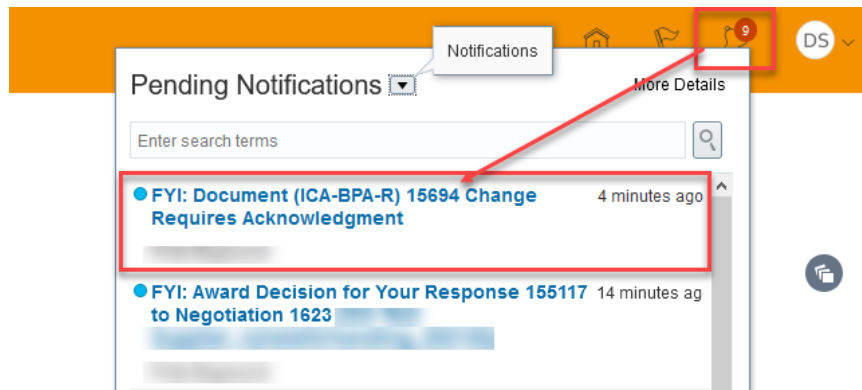 9
DS
Notifications
Pending Notifications
More Details
Enter search terms
FYI: Document (ICA-BPA-R) 15694 Change 4 minutes ago
Requires Acknowledgment
FYI: Award Decision for Your Response 155117 14 minutes ag
to Negotiation 1623